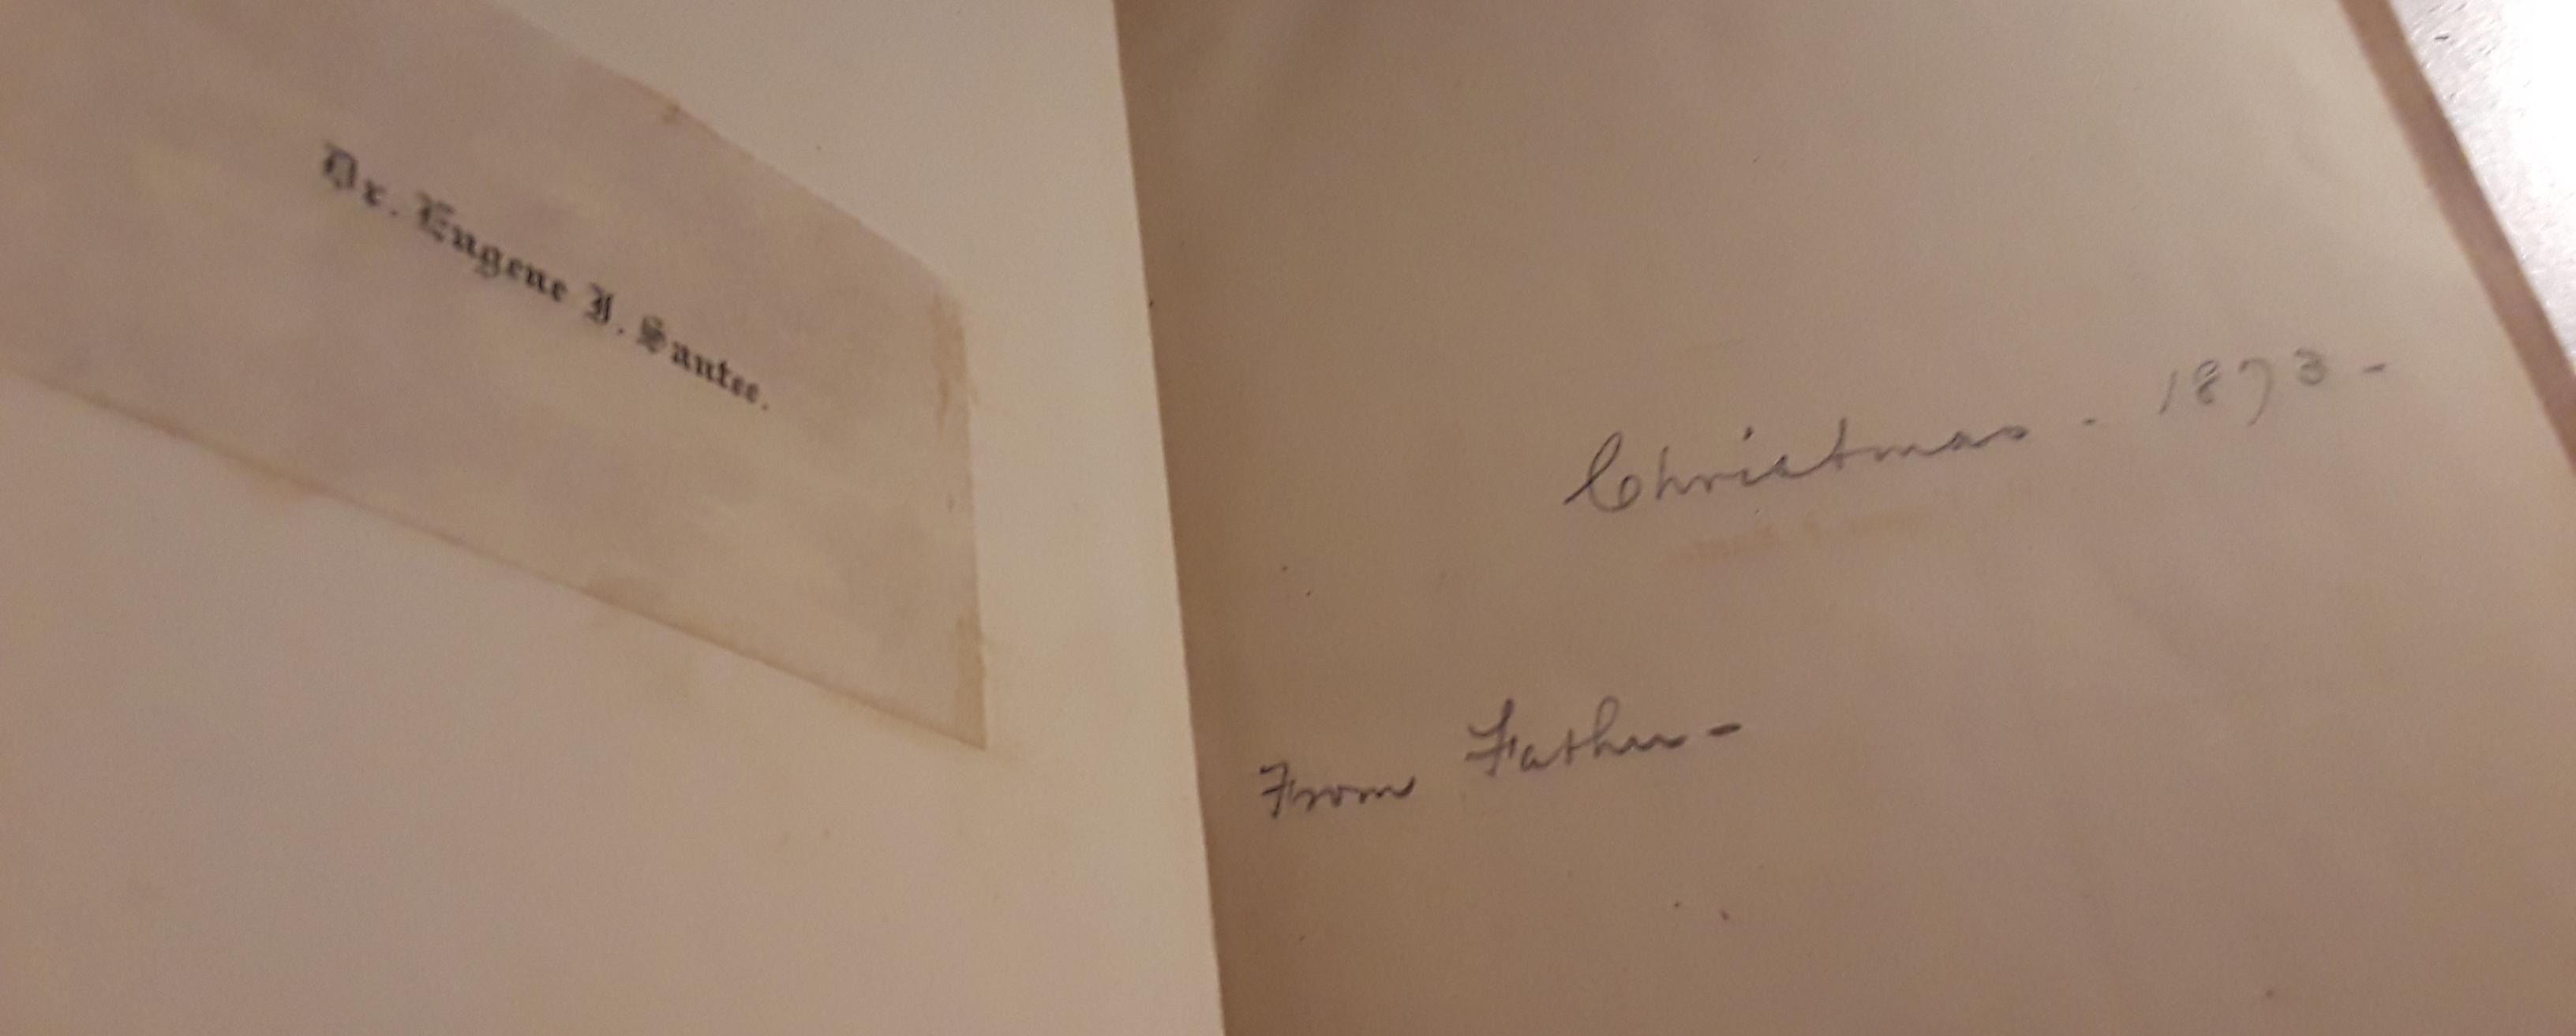 Dr. Eugene I. Santee.
Christmas - 1873 -
From Father -